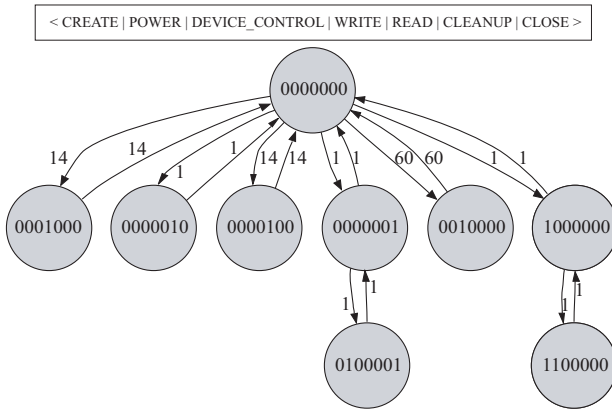 < CREATE | POWER | DEVICE_CONTROL | WRITE | READ | CLEANUP | CLOSE >
0000000
14 14 1 1 14 14 1 1 60 60 1 1
0001000 0000010 0000100 0000001 0010000 1000000
1 1 1 1
0100001 1100000